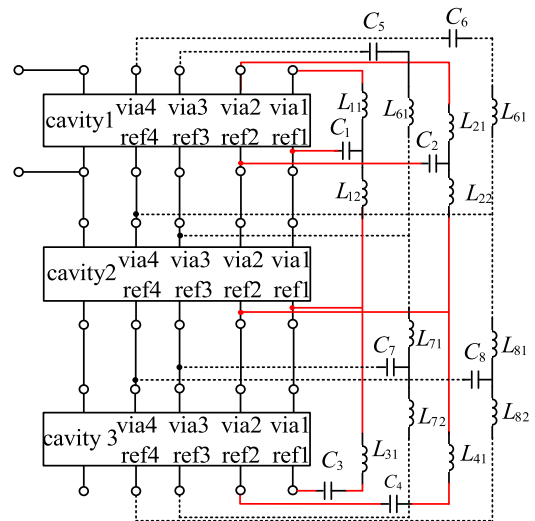 C5 C6
via4 via3 via2 via1
cavity1
ref4 ref3 ref2 ref1
L11 L61 L21 L61
C1 C2
L12 L22
via4 via3 via2 via1
cavity2
ref4 ref3 ref2 ref1
L71 L81
C7 C8
L72 L82
via4 via3 via2 via1
cavity 3
ref4 ref3 ref2 ref1
L31 L41
C3 C4